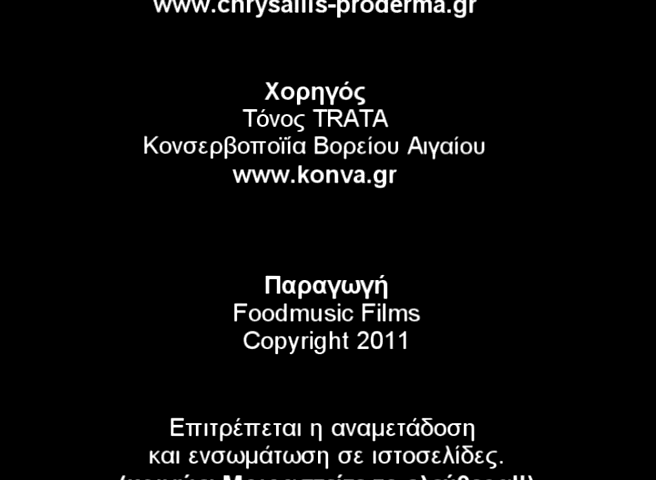 www.chrysallis-proderma.gr
Χορηγός
Τόνος TRATA
Κονσερβοποιΐα Βορείου Αιγαίου
www.konva.gr
Παραγωγή
Foodmusic Films
Copyright 2011
Επιτρέπεται η αναμετάδοση
και ενσωμάτωση σε ιστοσελίδες.